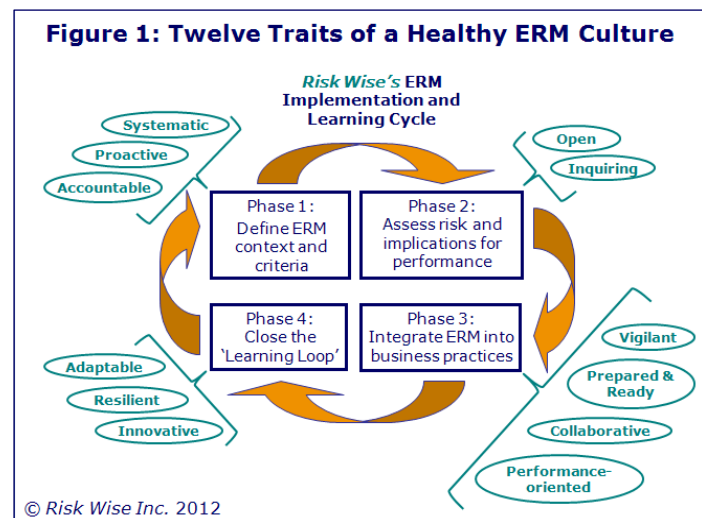 Figure 1: Twelve Traits of a Healthy ERM Culture
Risk Wise's ERM
Implementation and
Learning Cycle
Systematic
Proactive
Accountable
Open
Inquiring
Phase 1:
Define ERM
context and
criteria
Phase 2:
Assess risk and
implications for
performance
Phase 4:
Close the
'Learning Loop'
Phase 3:
Integrate ERM into
business practices
Adaptable
Resilient
Innovative
Vigilant
Prepared &
Ready
Collaborative
Performance-
oriented
© Risk Wise Inc. 2012